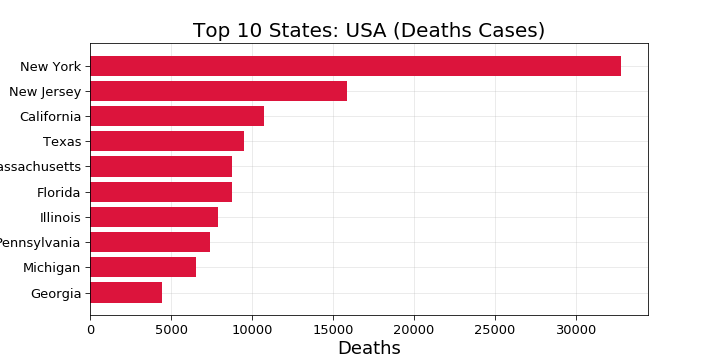 Top 10 States: USA (Deaths Cases)
New York
New Jersey
California
Texas
assachusetts
Florida
Illinois
Pennsylvania
Michigan
Georgia
0 5000 10000 15000 20000 25000 30000
Deaths